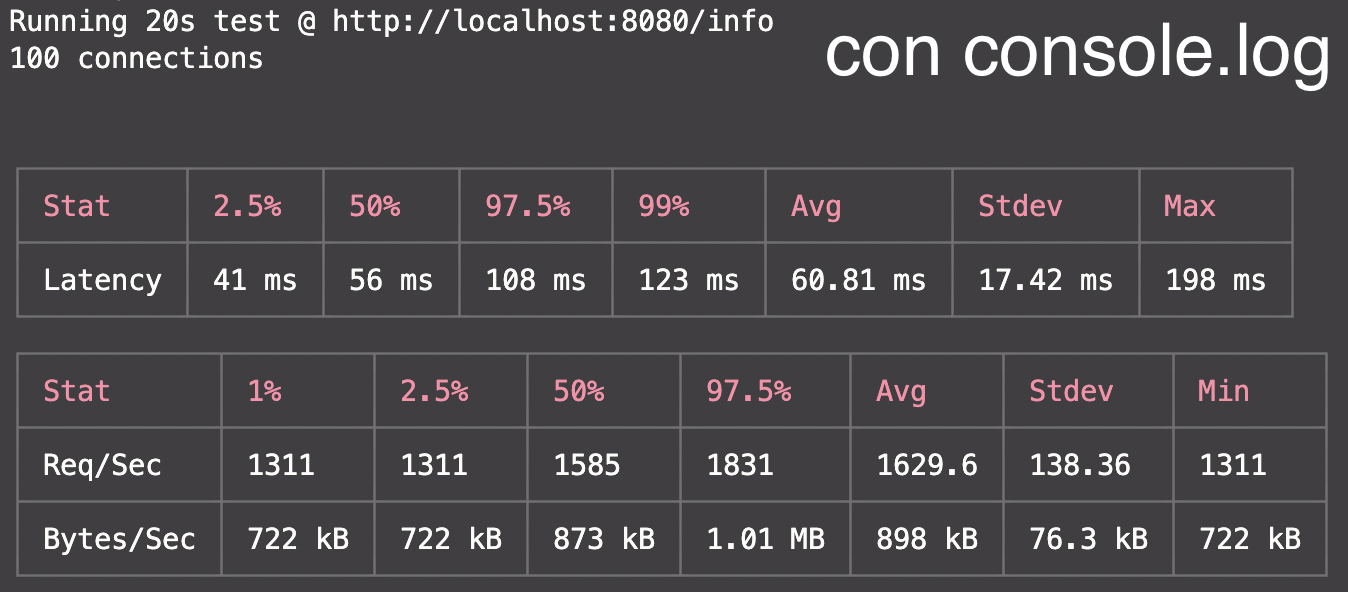 Running 20s test @ http://localhost:8080/info
100 connections
con console.log
Stat 2.5% 50% 97.5% 99% Avg Stdev Max
Latency 41 ms 56 ms 108 ms 123 ms 60.81 ms 17.42 ms 198 ms
Stat 1% 2.5% 50% 97.5% Avg Stdev Min
Req/Sec 1311 1311 1585 1831 1629.6 138.36 1311
Bytes/Sec 722 kB 722 kB 873 kB 1.01 MB 898 kB 76.3 kB 722 kB